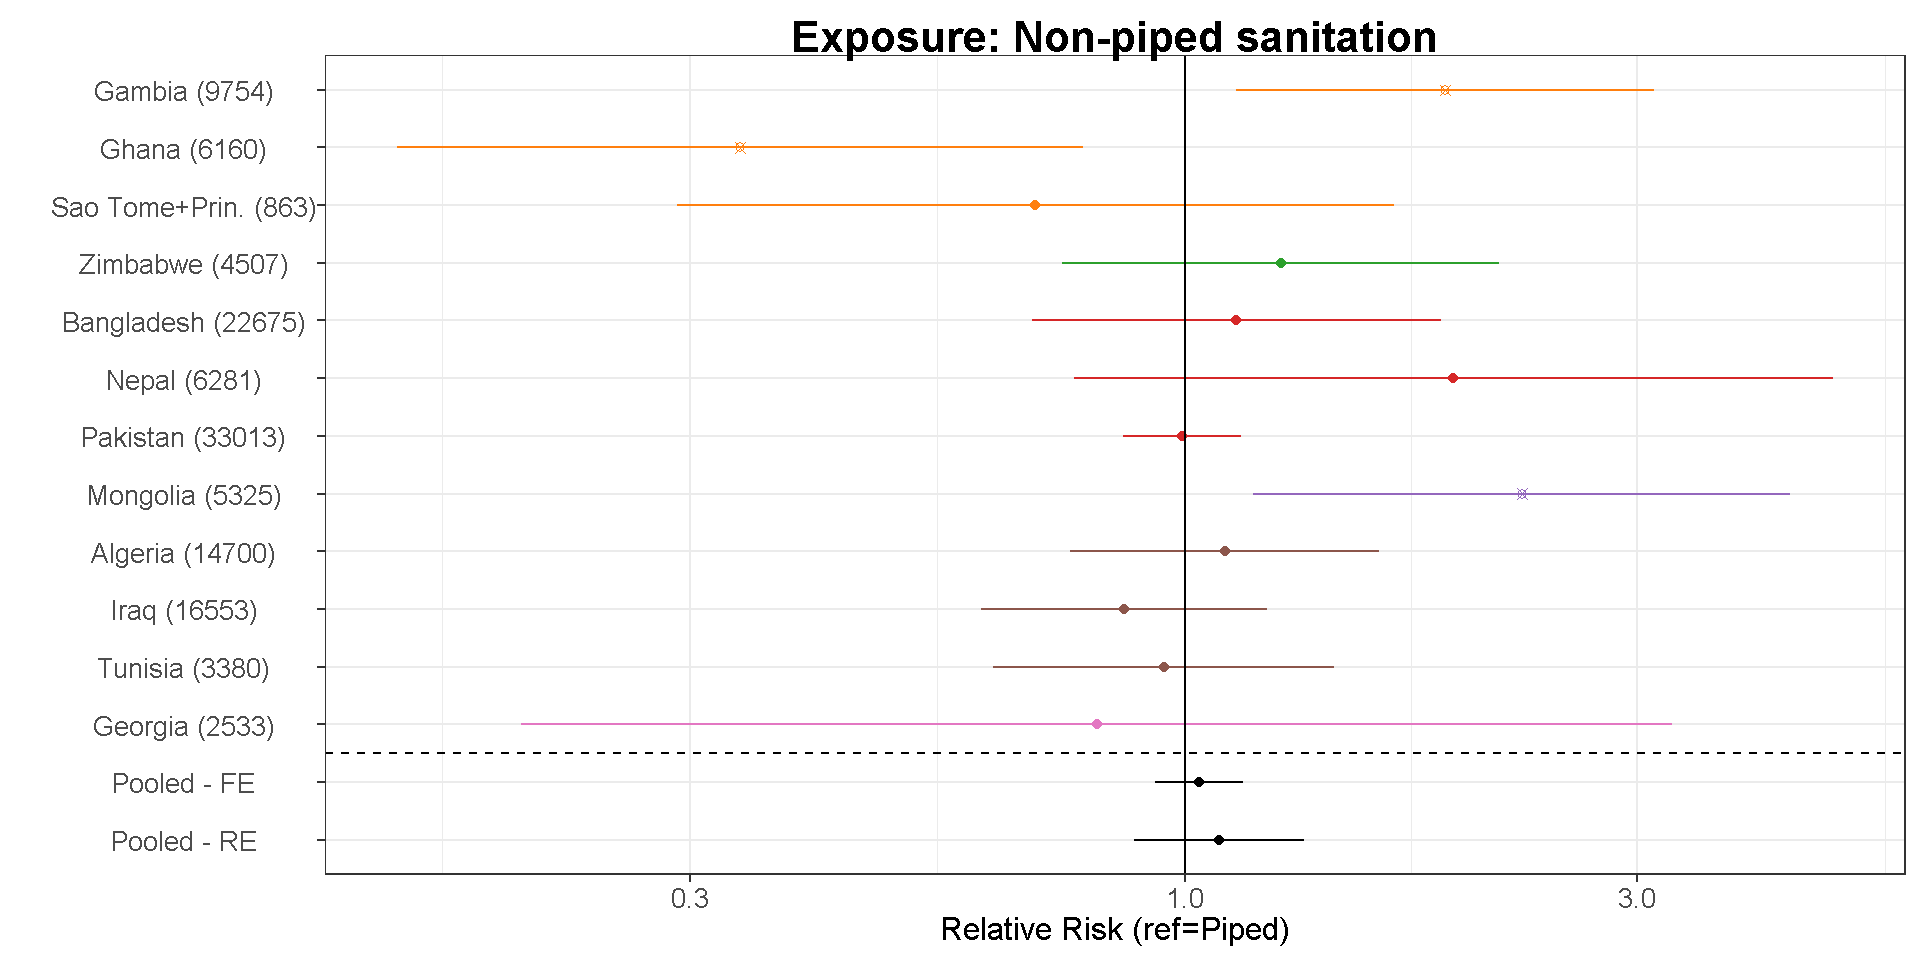 Exposure: Non-piped sanitation
Gambia (9754)
Ghana (6160)
Sao Tome+Prin. (863)
Zimbabwe (4507)
Bangladesh (22675)
Nepal (6281)
Pakistan (33013)
Mongolia (5325)
Algeria (14700)
Iraq (16553)
Tunisia (3380)
Georgia (2533)
Pooled - FE
Pooled - RE
0.3 1.0 3.0
Relative Risk (ref=Piped)